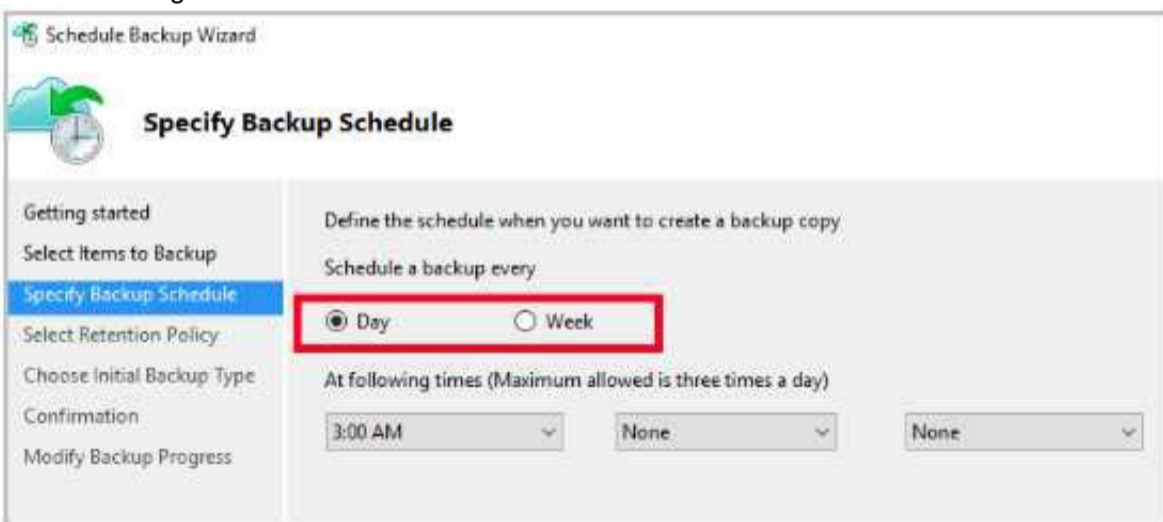 Schedule Backup Wizard
Specify Backup Schedule
Getting started
Select Items to Backup
Specify Backup Schedule
Select Retention Policy
Choose Initial Backup Type
Confirmation
Modify Backup Progress
Define the schedule when you want to create a backup copy
Schedule a backup every
Day Week
At following times (Maximum allowed is three times a day)
3:00 AM None None